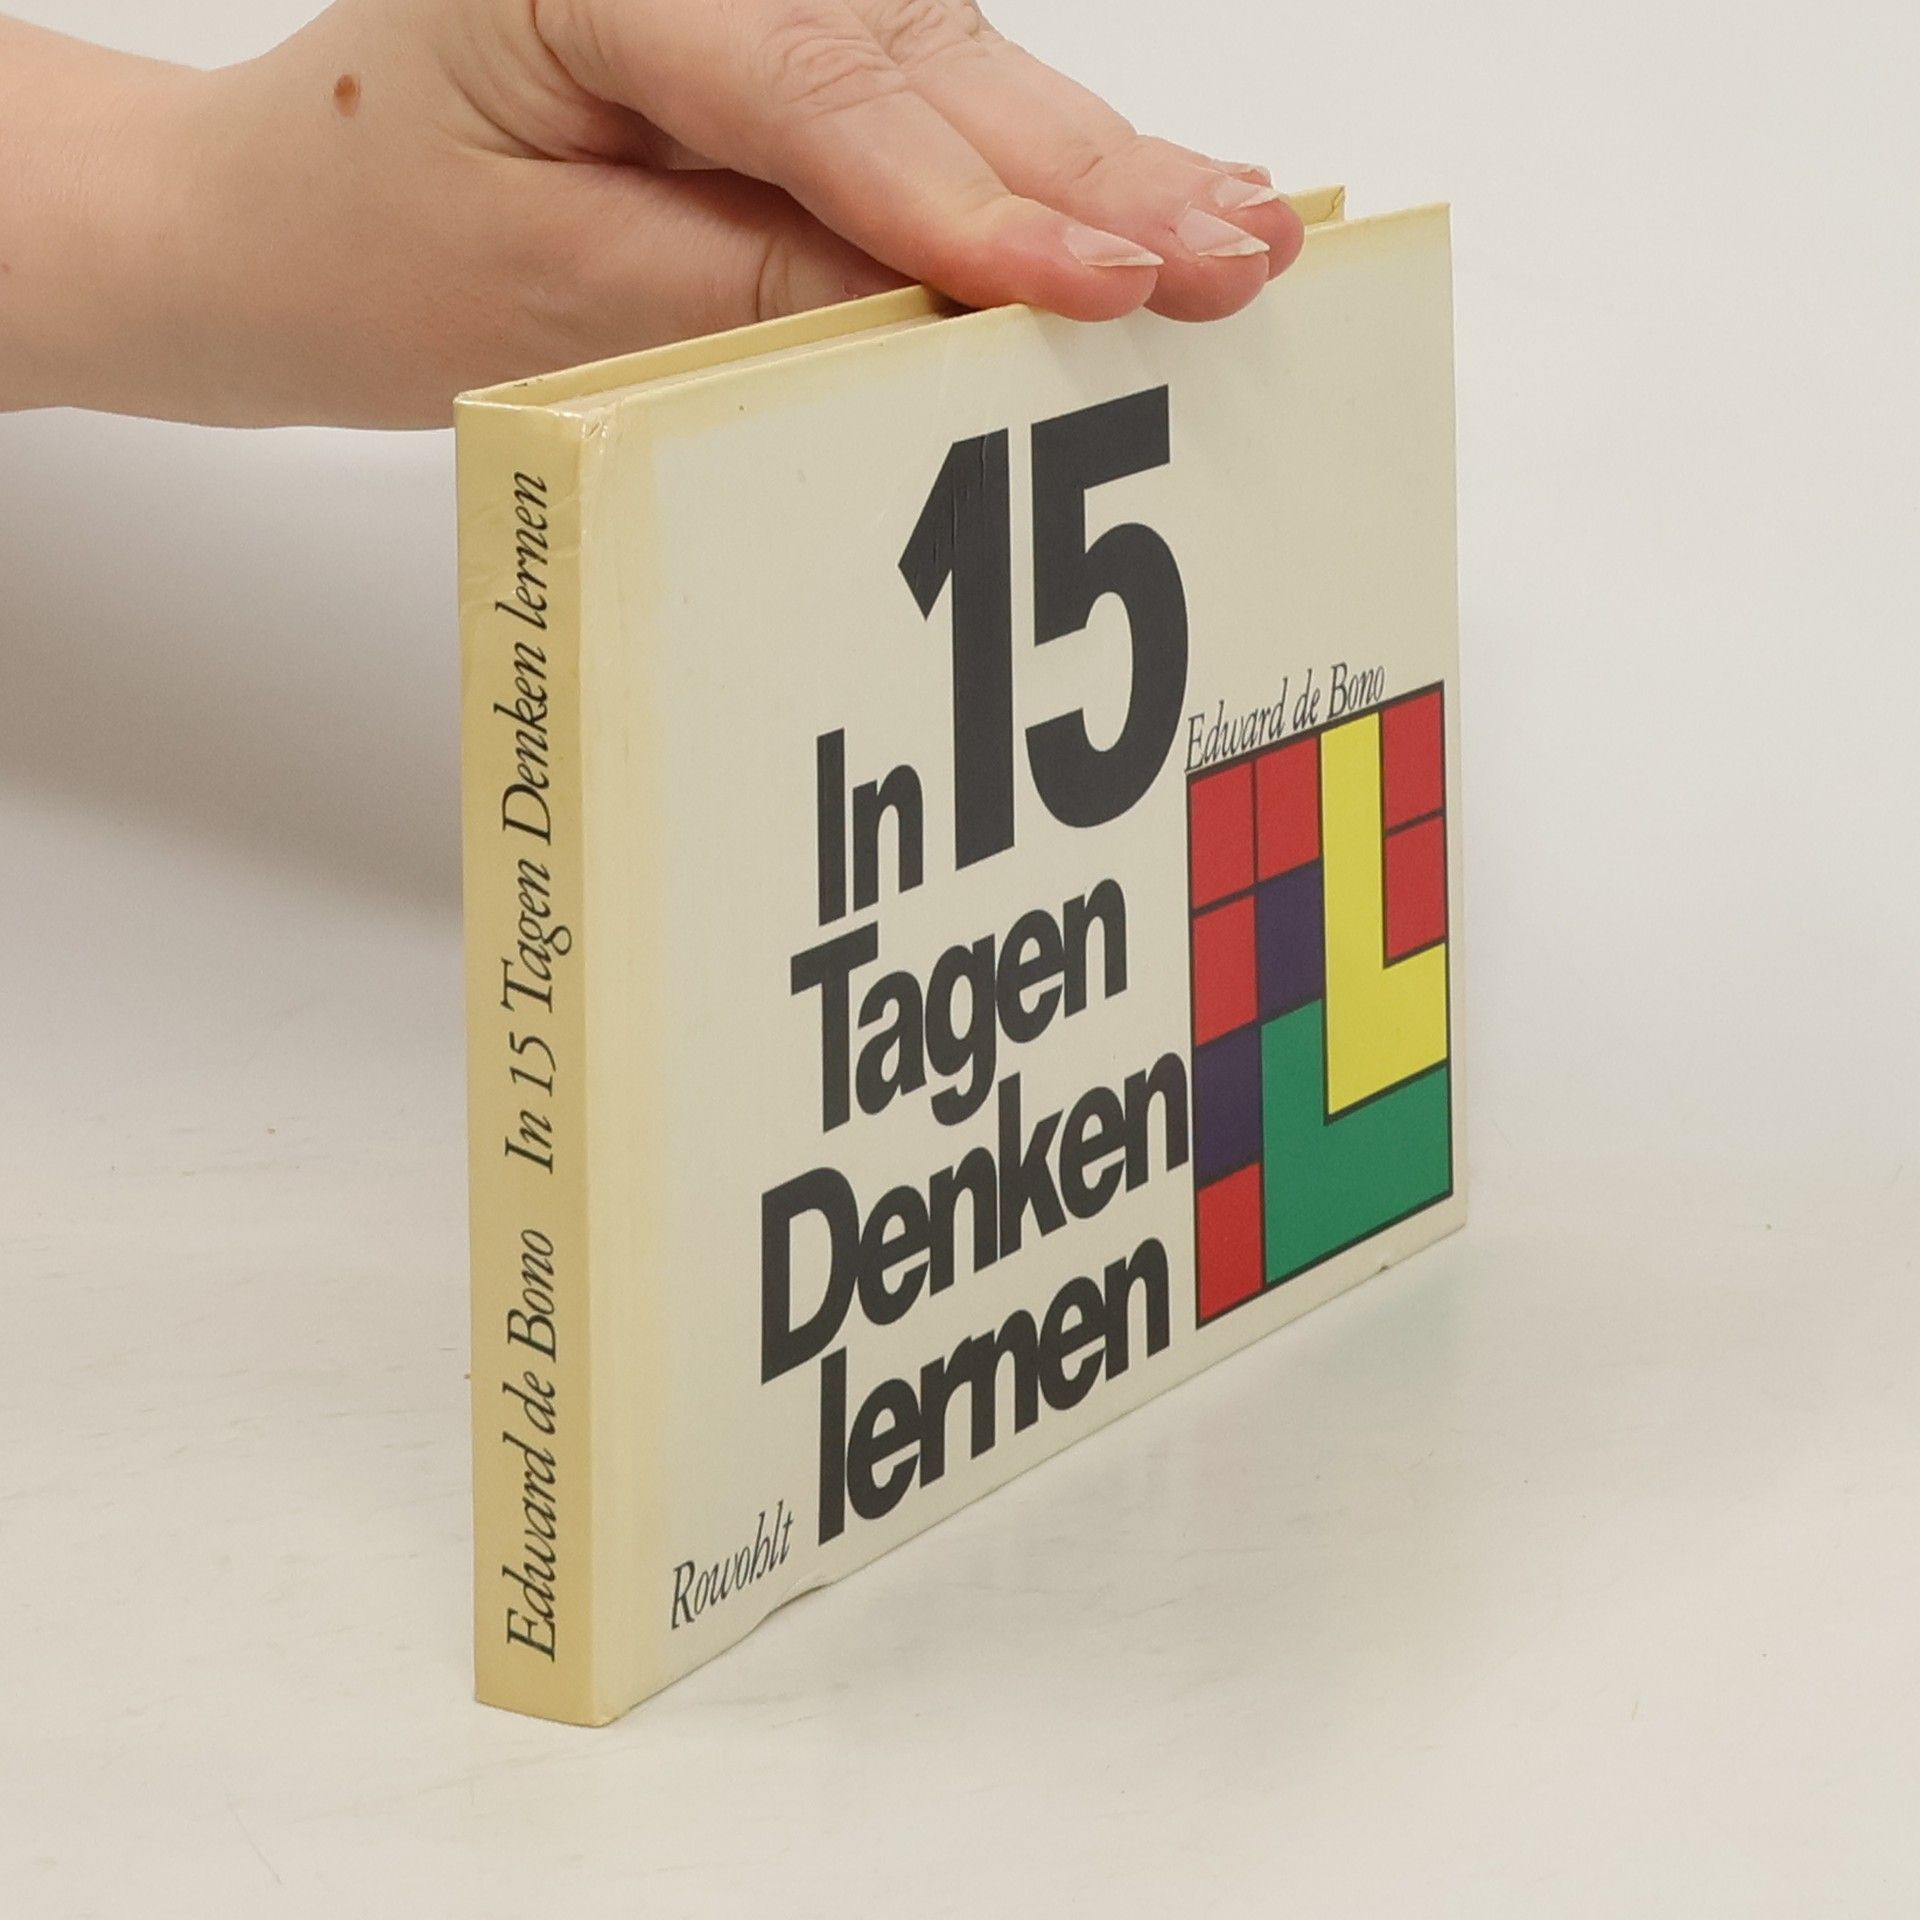 Edward de Bono In 15 Tagen Denken lernen
In 15
Tagen
Denken
lernen
Edward de Bono
Rowohlt